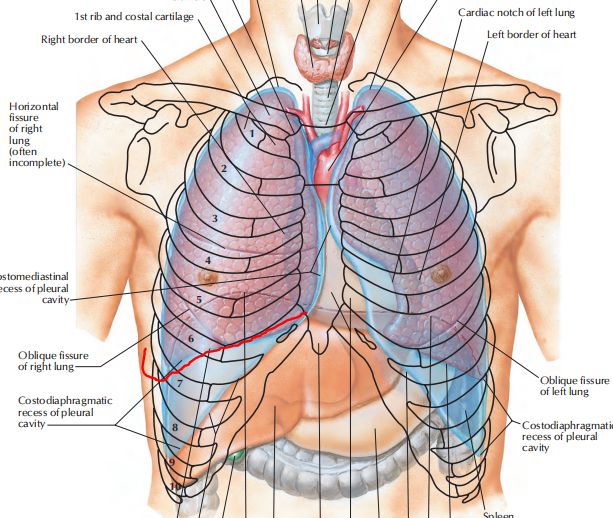 1st rib and costal cartilage
Right border of heart
Cardiac notch of left lung
Left border of heart
Horizontal
fissure
of right
lung
(often
incomplete)
1
2
3
4
5
6
7
8
9
10
ostomediastinal
ecess of pleural
cavity
Oblique fissure
of right lung
Costodiaphragmatic
recess of pleural
cavity
Oblique fissure
of left lung
Costodiaphragmatic
recess of pleural
cavity
Spleen